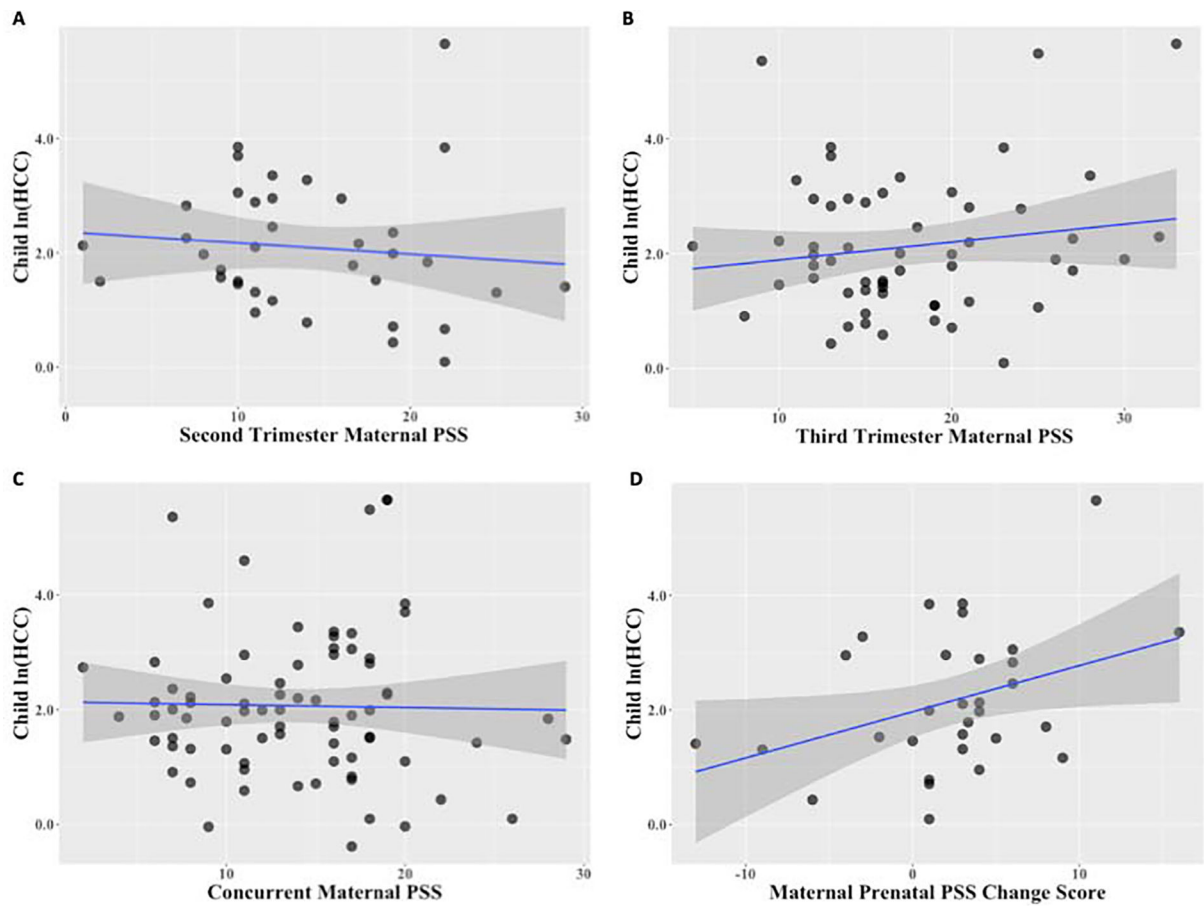 A
B
Child ln(HCC)
4.0
2.0
0.0
0
10
20
30
Second Trimester Maternal PSS
Child ln(HCC)
4.0
2.0
0.0
10
20
30
Third Trimester Maternal PSS
C
D
Child ln(HCC)
4.0
2.0
0.0
10
20
30
Concurrent Maternal PSS
Child ln(HCC)
4.0
2.0
0.0
-10
0
10
Maternal Prenatal PSS Change Score